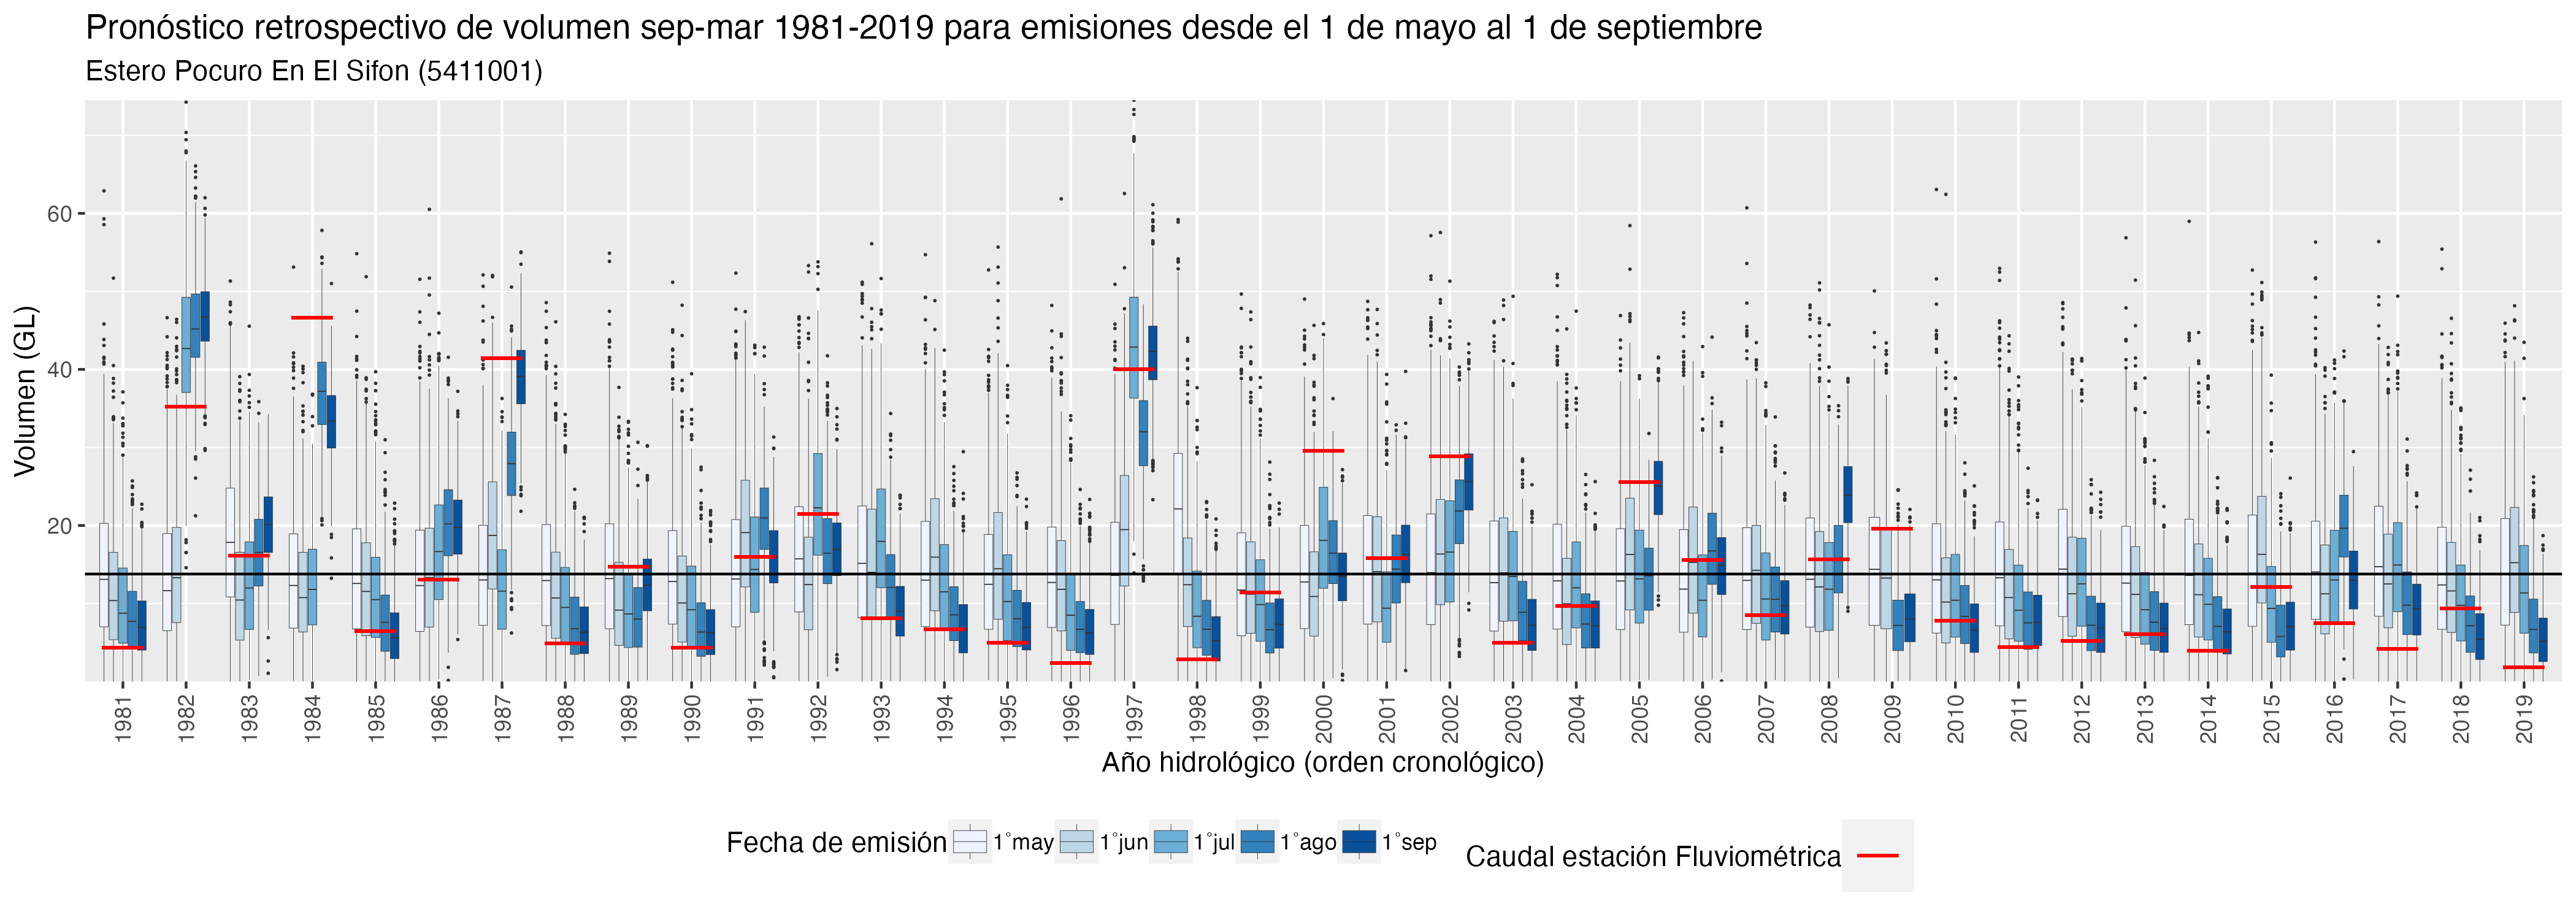 Pronóstico retrospectivo de volumen sep-mar 1981-2019 para emisiones desde el 1 de mayo al 1 de septiembre
Estero Pocuro En El Sifon (5411001)
Volumen (GL)
60
40
20
1981 1982 1983 1984 1985 1986 1987 1988 1989 1990 1991 1992 1993 1994 1995 1996 1997 1998 1999 2000 2001 2002 2003 2004 2005 2006 2007 2008 2009 2010 2011 2012 2013 2014 2015 2016 2017 2018 2019
Año hidrológico (orden cronológico)
Fecha de emisión 1°may 1°jun 1°jul 1°ago 1°sep Caudal estación Fluviométrica